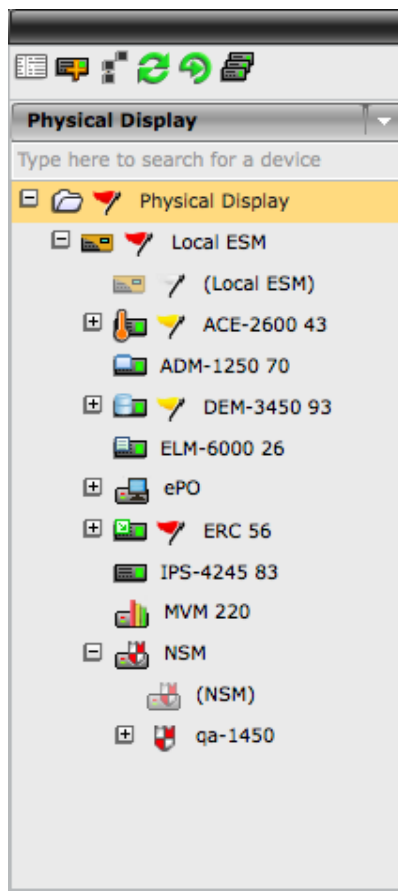 Physical Display
Type here to search for a device
Physical Display
Local ESM
(Local ESM)
ACE-2600 43
ADM-1250 70
DEM-3450 93
ELM-6000 26
ePO
ERC 56
IPS-4245 83
MVM 220
NSM
(NSM)
qa-1450